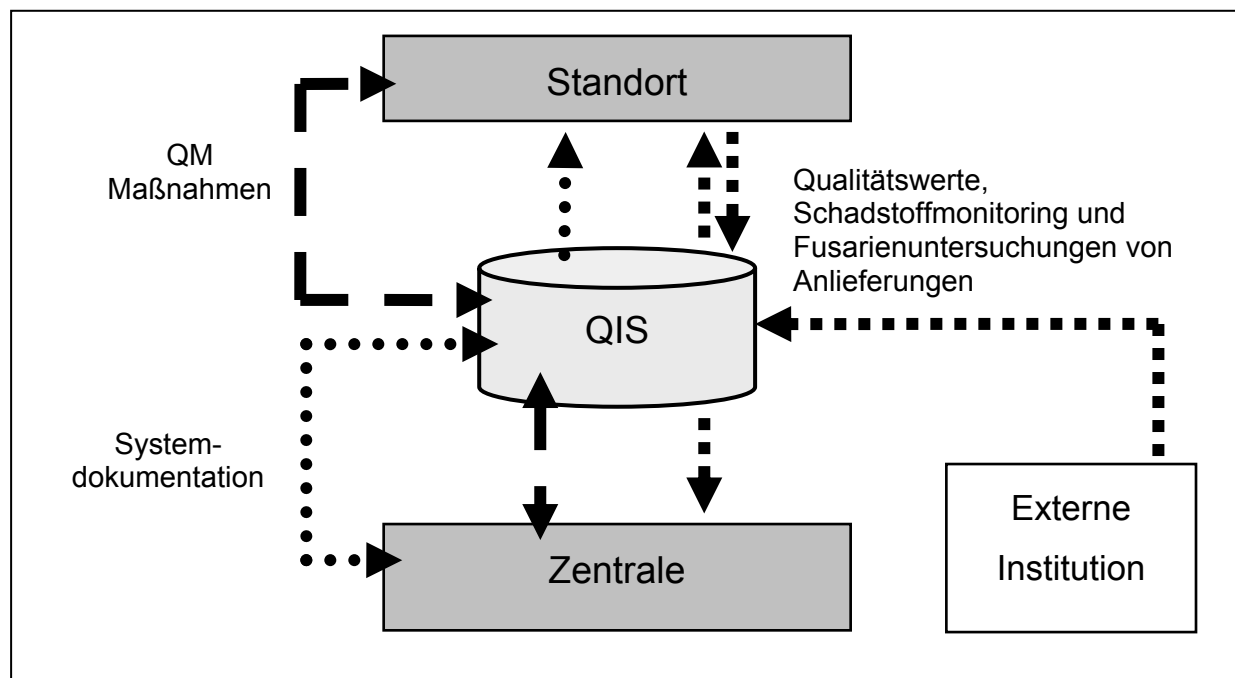 Standort
QM
Maßnahmen
Qualitätswerte,
Schadstoffmonitoring und
Fusarienuntersuchungen von
Anlieferungen
QIS
System-
dokumentation
Externe
Institution
Zentrale